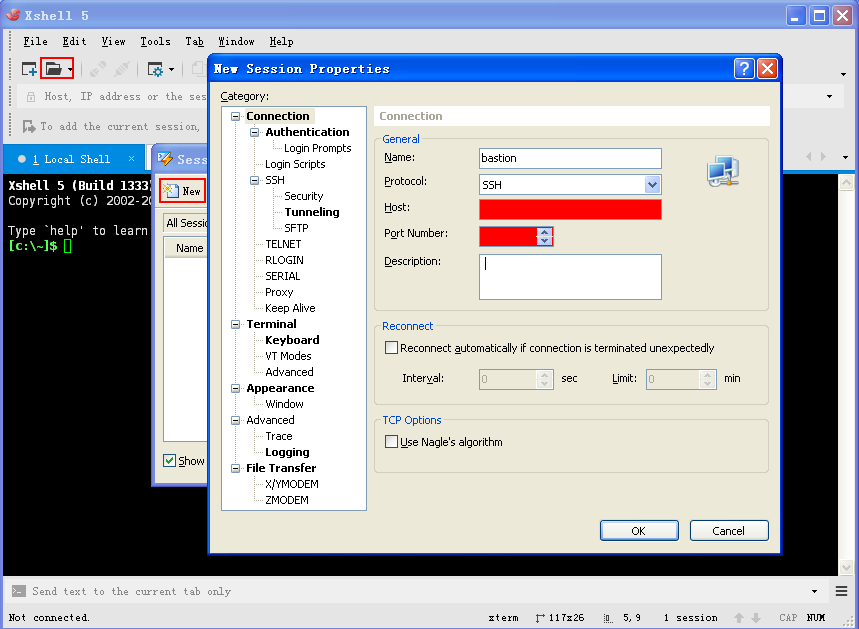 Xshell 5
File Edit View Tools Tab Window Help
Host, IP address or the ses
To add the current session,
1 Local Shell ×
Xshell 5 (Build 1333)
Copyright (c) 2002-20
Type `help' to learn
[c:\~]$
Sess
New
All Sessio
Name
Show
New Session Properties
Category:
Connection
Authentication
Login Prompts
Login Scripts
SSH
Security
Tunneling
SFTP
TELNET
RLOGIN
SERIAL
Proxy
Keep Alive
Terminal
Keyboard
VT Modes
Advanced
Appearance
Window
Advanced
Trace
Logging
File Transfer
X/YMODEM
ZMODEM
Connection
General
Name: bastion
Protocol: SSH
Host:
Port Number:
Description:
Reconnect
Reconnect automatically if connection is terminated unexpectedly
Interval: 0 sec Limit: 0 min
TCP Options
Use Nagle's algorithm
OK Cancel
Send text to the current tab only
Not connected. xterm 117x26 5,9 1 session CAP NUM